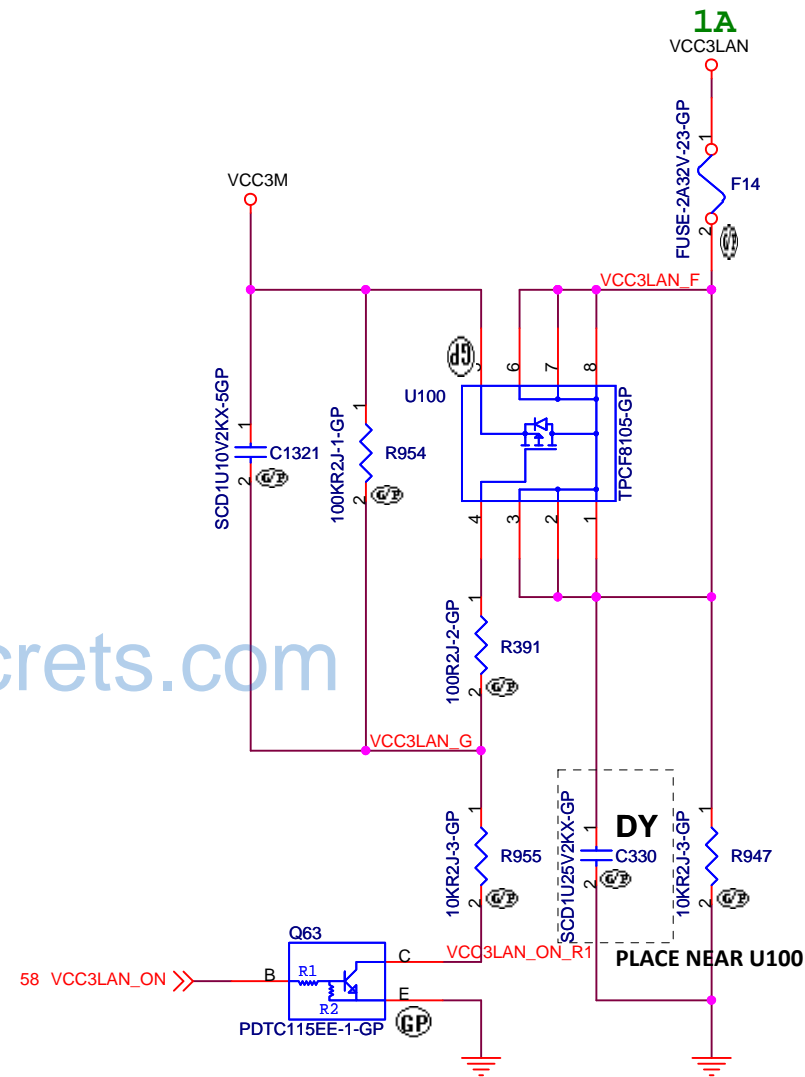 1A
VCC3LAN
1
FUSE-2A32V-23-GP
F14
2
G/P
VCC3M
VCC3LAN_F
GP
6
7
8
U100
TPCF8105-GP
1
SCD1U10V2KX-5GP
C1321
2
G/P
1
100KR2J-1-GP
R954
2
G/P
4
3
2
1
1
100R2J-2-GP
R391
2
G/P
crets.com
VCC3LAN_G
1
10KR2J-3-GP
R955
2
G/P
SCD1U25V2KX-GP
1
DY
C330
2
G/P
1
10KR2J-3-GP
R947
2
G/P
PLACE NEAR U100
Q63
C
VCC3LAN_ON_R1
58 VCC3LAN_ON
B
R1
R2
E
GP
PDTC115EE-1-GP